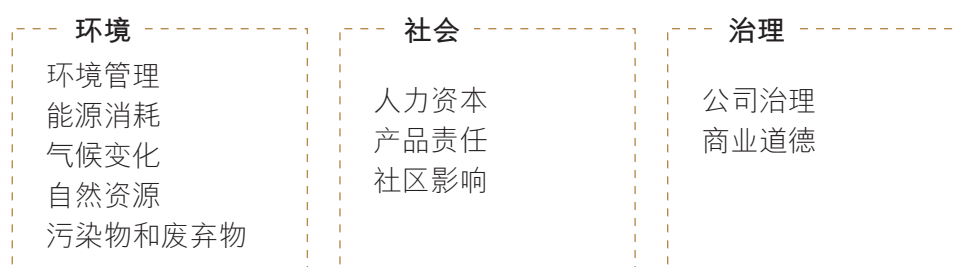 环境
环境管理
能源消耗
气候变化
自然资源
污染物和废弃物
社会
人力资本
产品责任
社区影响
治理
公司治理
商业道德